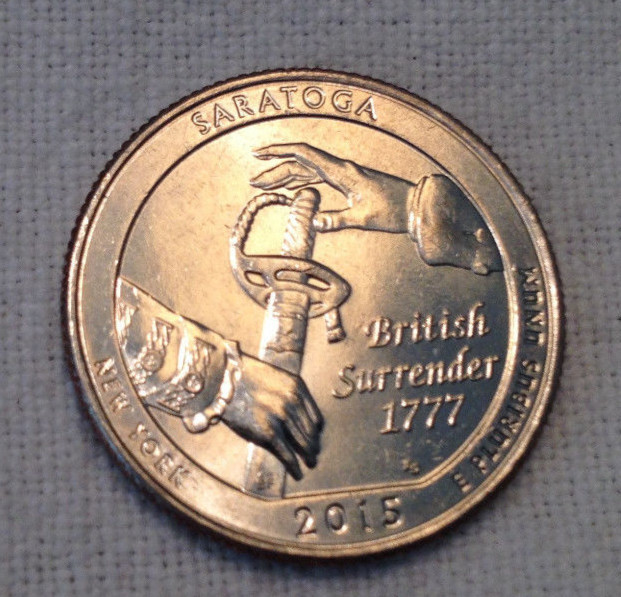 SARATOGA
British
Surrender
1777
NEW YORK
2015
E PLURIBUS UNUM